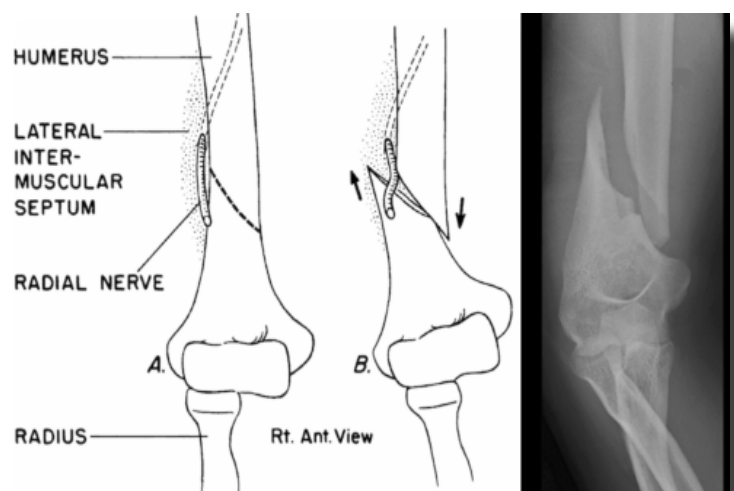 HUMERUS
LATERAL
INTER-
MUSCULAR
SEPTUM
RADIAL NERVE
A.
B.
RADIUS
Rt. Ant. View